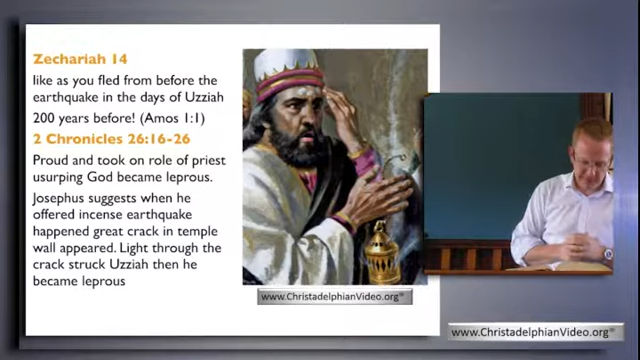 Zechariah 14
like as you fled from before the
earthquake in the days of Uzziah
200 years before! (Amos 1:1)
2 Chronicles 26:16-26
Proud and took on role of priest
usurping God became leprous.
Josephus suggests when he
offered incense earthquake
happened great crack in temple
wall appeared. Light through the
crack struck Uzziah then he
became leprous
www.ChristadelphianVideo.org®
www.ChristadelphianVideo.org®